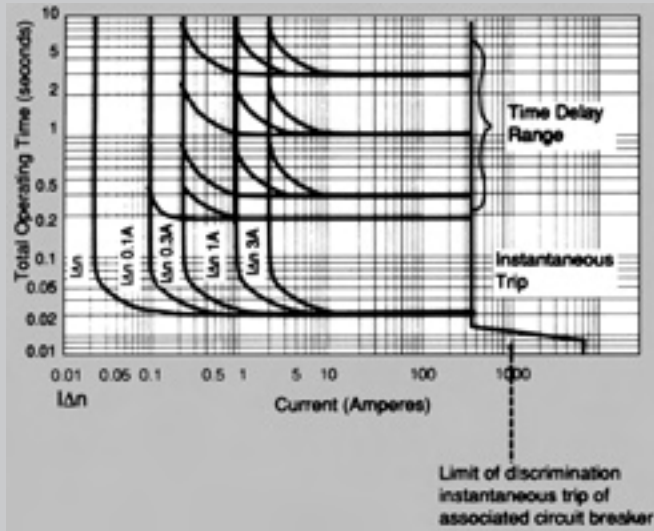 Total Operating Time (seconds)
10
5
2
1
0.5
0.2
0.1
0.05
0.02
0.01
Time Delay
Range
Instantaneous
Trip
IΔn
IΔn 0.1A
IΔn 0.3A
IΔn 1A
IΔn 3A
0.01
0.05
0.1
0.5
1
5
10
100
1000
IΔn
Current (Amperes)
Limit of discrimination
instantaneous trip of
associated circuit breaker